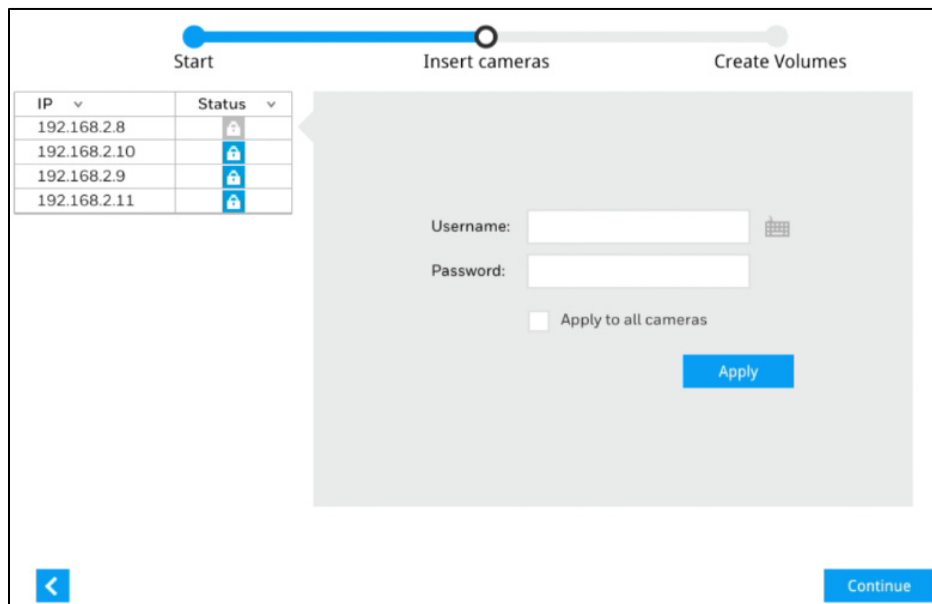 Start
Insert cameras
Create Volumes
IP Status
192.168.2.8
192.168.2.10
192.168.2.9
192.168.2.11
Username:
Password:
Apply to all cameras
Apply
Continue